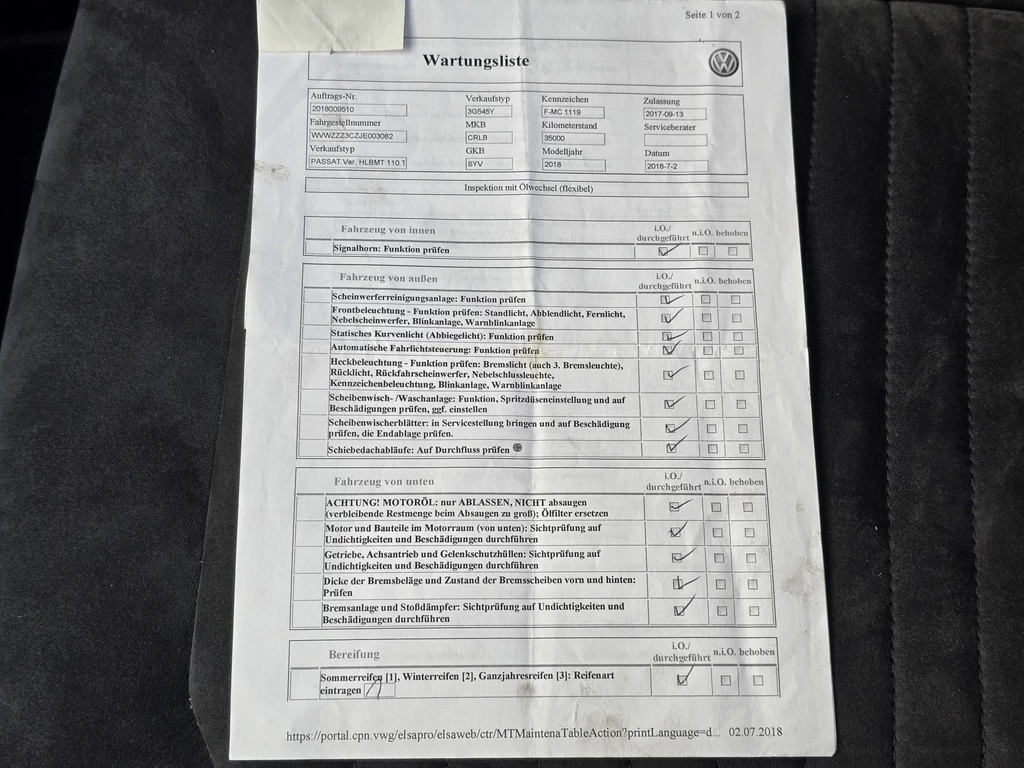 Seite 1 von 2
Wartungsliste
Auftrags-Nr. Verkaufstyp Kennzeichen Zulassung
2018009510 3G545Y F-MC 1119 2017-09-13
Fahrgestellnummer MKB Kilometerstand Serviceberater
WVWZZZ3CZJE003082 CRLB 35000
Verkaufstyp GKB Modelljahr Datum
PASSAT Var. HLBMT 110 T SYV 2018 2018-7-2
Inspektion mit Ölwechsel (flexibel)
Fahrzeug von innen i.O./ durchgeführt n.i.O. behoben
Signalhorn: Funktion prüfen
Fahrzeug von außen i.O./ durchgeführt n.i.O. behoben
Scheinwerferreinigungsanlage: Funktion prüfen
Frontbeleuchtung - Funktion prüfen: Standlicht, Abblendlicht, Fernlicht,
Nebelscheinwerfer, Blinkanlage, Warnblinkanlage
Statisches Kurvenlicht (Abbiegelicht): Funktion prüfen
Automatische Fahrlichtsteuerung: Funktion prüfen
Heckbeleuchtung - Funktion prüfen: Bremslicht (auch 3. Bremsleuchte),
Rücklicht, Rückfahrscheinwerfer, Nebelschlussleuchte,
Kennzeichenbeleuchtung, Blinkanlage, Warnblinkanlage
Scheibenwisch- /Waschanlage: Funktion, Spritzdüseneinstellung und auf
Beschädigungen prüfen, ggf. einstellen
Scheibenwischerblätter: in Servicestellung bringen und auf Beschädigung
prüfen, die Endablage prüfen.
Schiebedachabläufe: Auf Durchfluss prüfen
Fahrzeug von unten i.O./ durchgeführt n.i.O. behoben
ACHTUNG! MOTORÖL: nur ABLASSEN, NICHT absaugen
(verbleibende Restmenge beim Absaugen zu groß); Ölfilter ersetzen
Motor und Bauteile im Motorraum (von unten): Sichtprüfung auf
Undichtigkeiten und Beschädigungen durchführen
Getriebe, Achsantrieb und Gelenkschutzhüllen: Sichtprüfung auf
Undichtigkeiten und Beschädigungen durchführen
Dicke der Bremsbeläge und Zustand der Bremsscheiben vorn und hinten:
Prüfen
Bremsanlage und Stoßdämpfer: Sichtprüfung auf Undichtigkeiten und
Beschädigungen durchführen
Bereifung i.O./ durchgeführt n.i.O. behoben
Sommerreifen [1], Winterreifen [2], Ganzjahresreifen [3]: Reifenart
eintragen 1
https://portal.cpn.vwg/elsapro/elsaweb/ctr/MTMaintenaTableAction?printLanguage=d... 02.07.2018